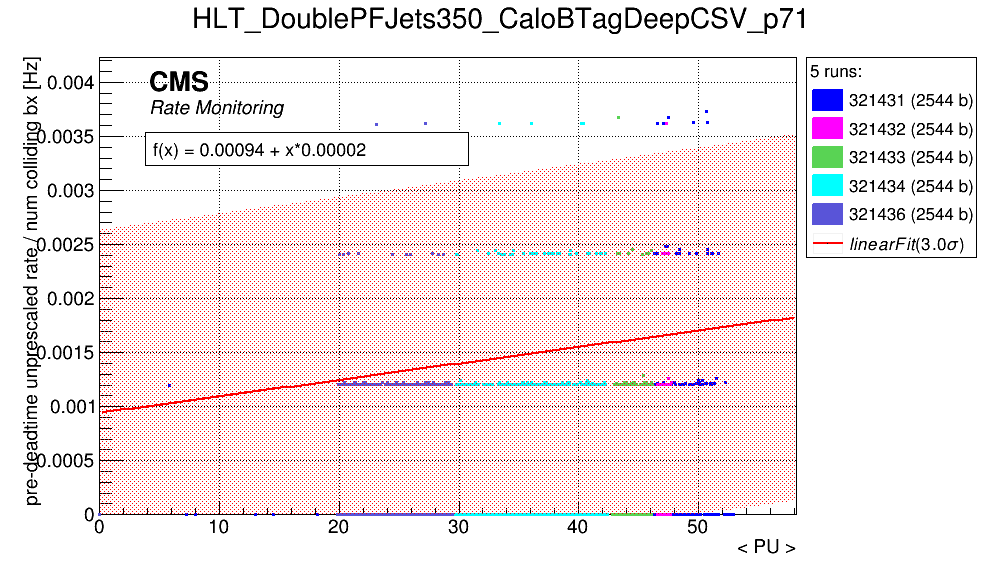 HLT_DoublePFJets350_CaloBTagDeepCSV_p71
pre-deadtime unprescaled rate / num colliding bx [Hz]
CMS
Rate Monitoring
f(x) = 0.00094 + x*0.00002
0.004
0.0035
0.003
0.0025
0.002
0.0015
0.001
0.0005
0
0 10 20 30 40 50
< PU >
5 runs:
321431 (2544 b)
321432 (2544 b)
321433 (2544 b)
321434 (2544 b)
321436 (2544 b)
linearFit(3.0σ)